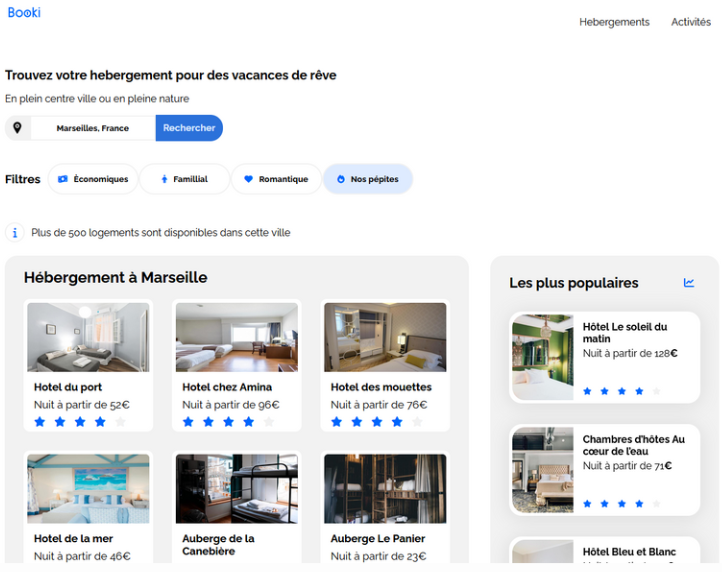 Booki
Hebergements Activités
Trouvez votre hebergement pour des vacances de rêve
En plein centre ville ou en pleine nature
Marseilles, France Rechercher
Filtres Économiques Famillial Romantique Nos pépites
Plus de 500 logements sont disponibles dans cette ville
Hébergement à Marseille
Hotel du port
Nuit à partir de 52€
Hotel chez Amina
Nuit à partir de 96€
Hotel des mouettes
Nuit à partir de 76€
Hotel de la mer
Nuit à partir de 46€
Auberge de la
Canebière
Auberge Le Panier
Nuit à partir de 23€
Les plus populaires
Hôtel Le soleil du
matin
Nuit à partir de 128€
Chambres d'hôtes Au
cœur de l'eau
Nuit à partir de 71€
Hôtel Bleu et Blanc